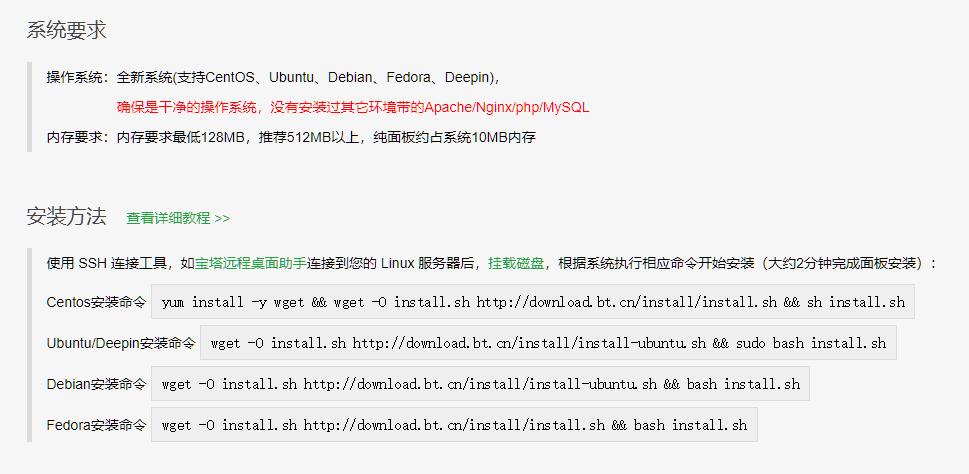 系统要求
操作系统：全新系统(支持CentOS、Ubuntu、Debian、Fedora、Deepin)，
确保是干净的操作系统，没有安装过其它环境带的Apache/Nginx/php/MySQL
内存要求：内存要求最低128MB，推荐512MB以上，纯面板约占系统10MB内存
安装方法 查看详细教程 >>
使用 SSH 连接工具，如宝塔远程桌面助手连接到您的 Linux 服务器后，挂载磁盘，根据系统执行相应命令开始安装（大约2分钟完成面板安装）：
Centos安装命令 yum install -y wget && wget -O install.sh http://download.bt.cn/install/install.sh && sh install.sh
Ubuntu/Deepin安装命令 wget -O install.sh http://download.bt.cn/install/install-ubuntu.sh && sudo bash install.sh
Debian安装命令 wget -O install.sh http://download.bt.cn/install/install-ubuntu.sh && bash install.sh
Fedora安装命令 wget -O install.sh http://download.bt.cn/install/install.sh && bash install.sh